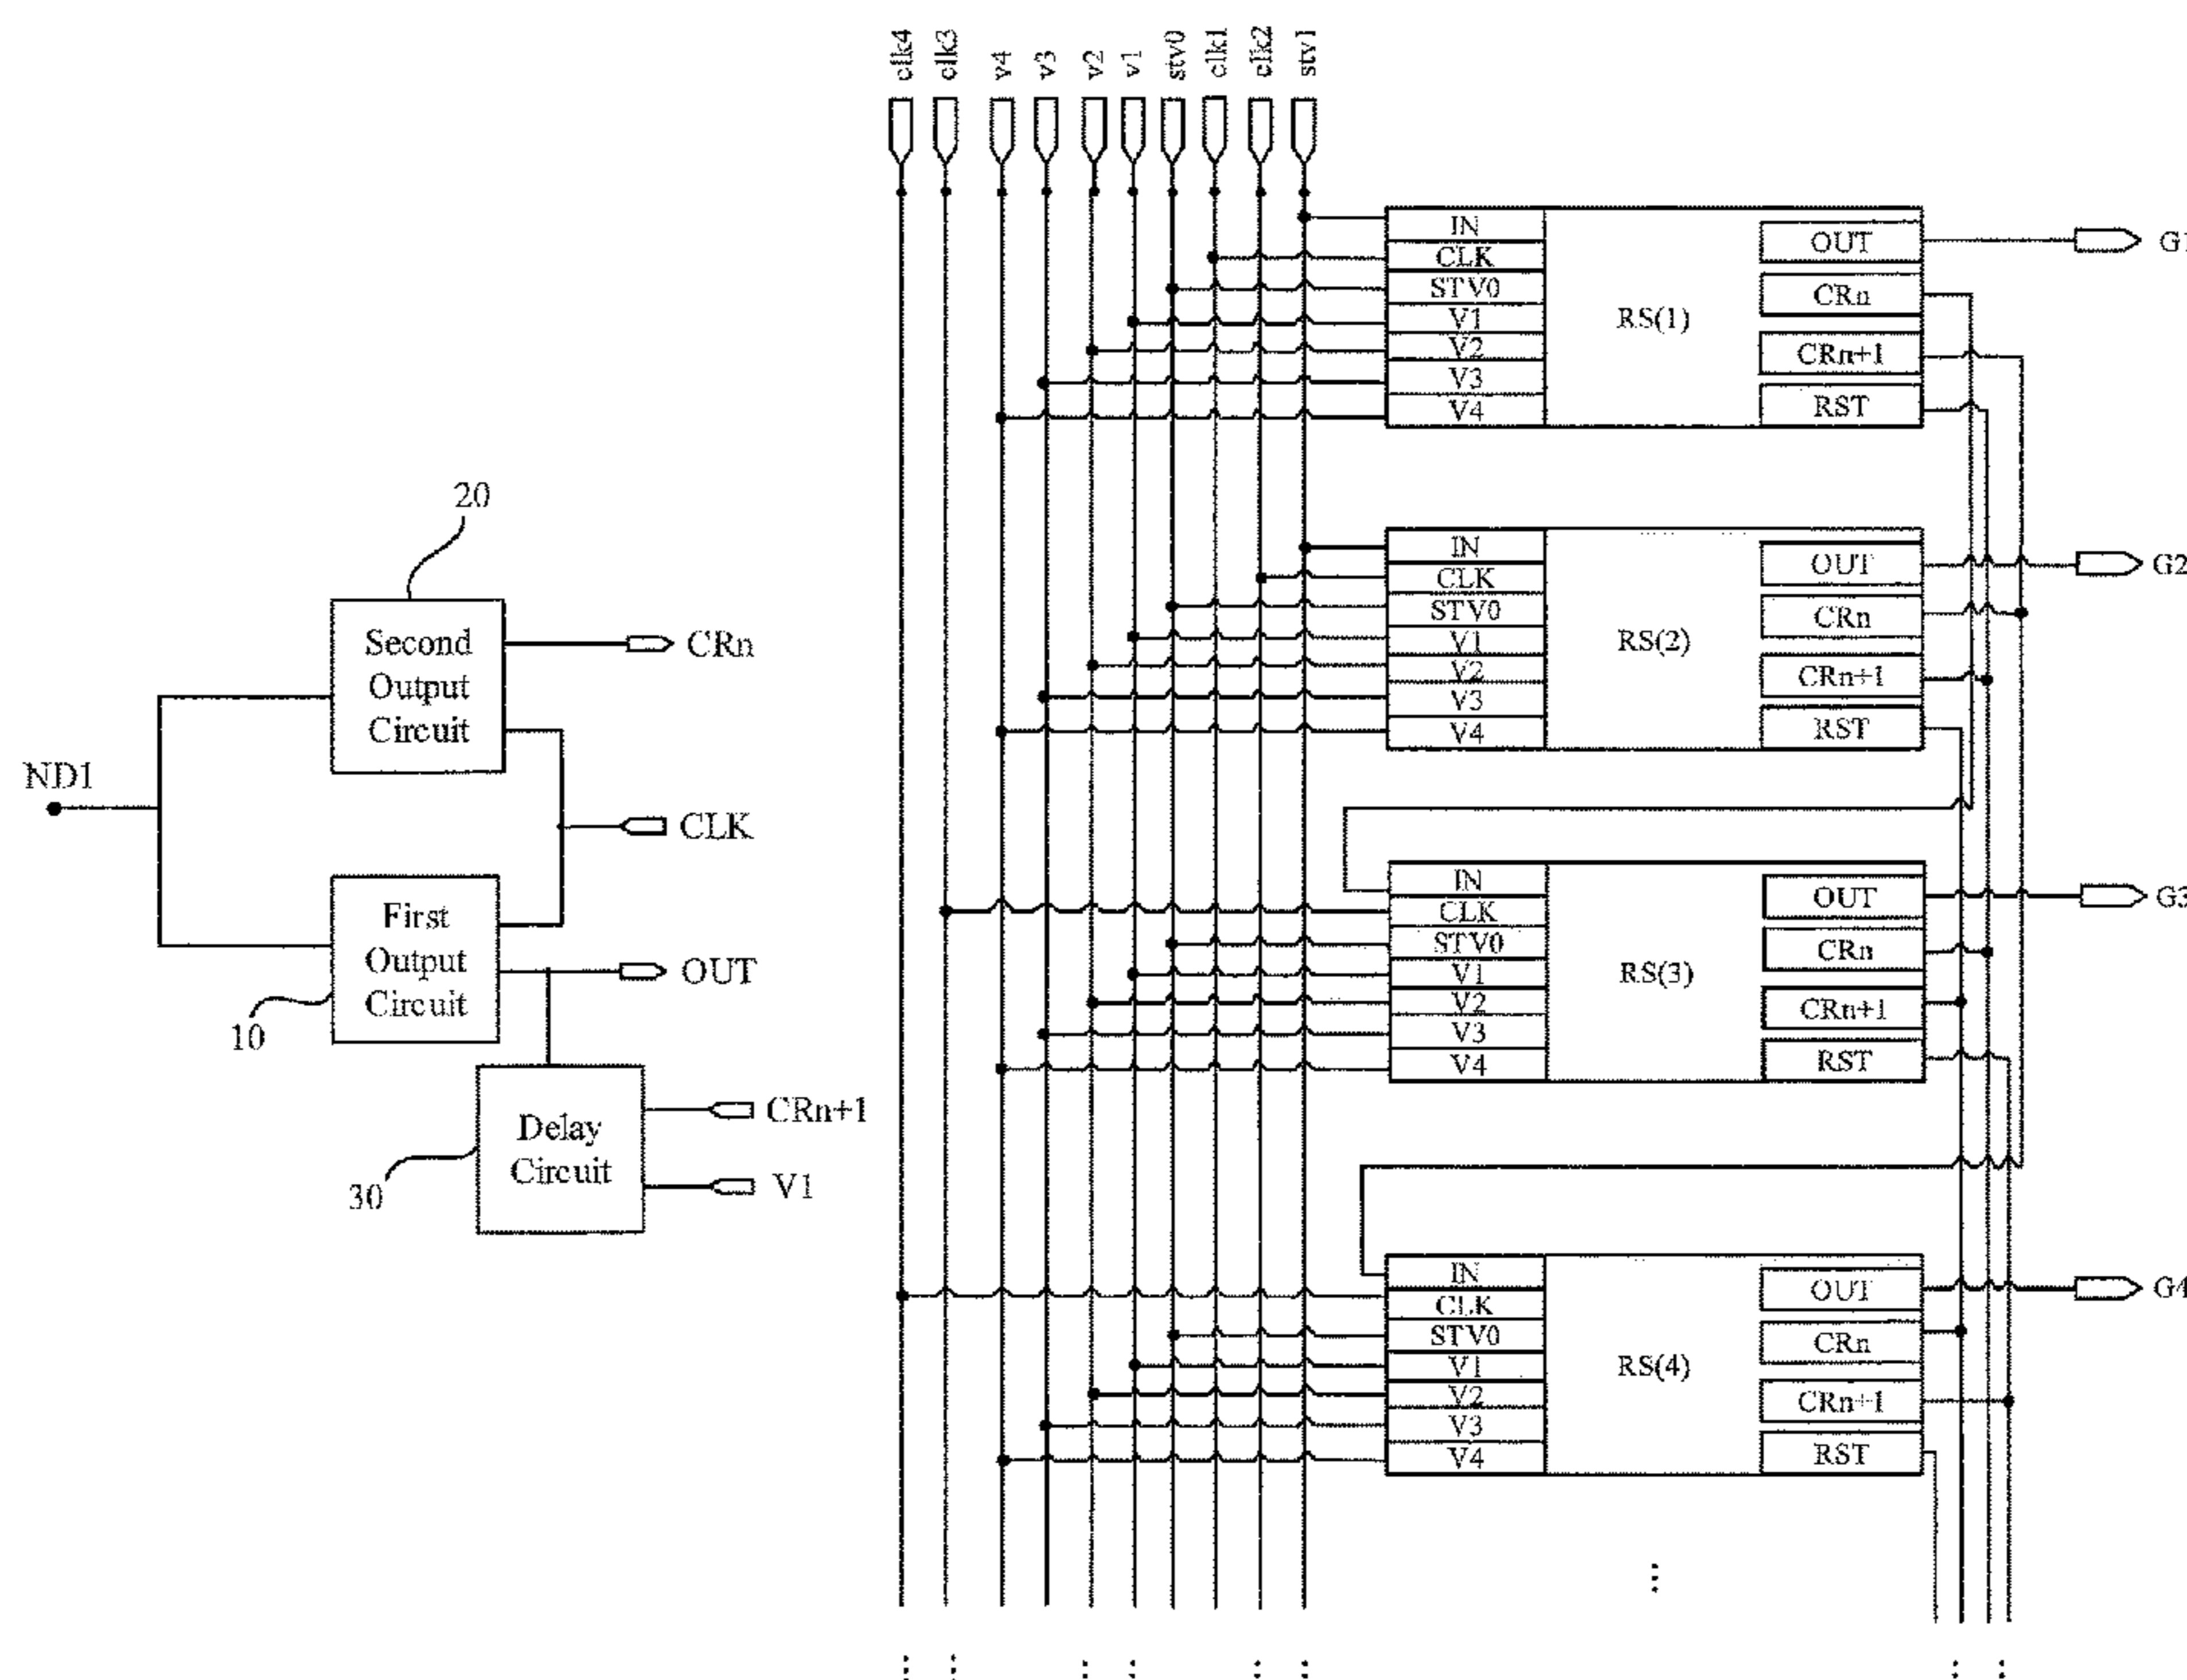 clk4
clk3
v4
v3
v2
v1
stv0
clk1
clk2
stv1
20
Second
Output
Circuit
CRn
ND1
CLK
First
Output
Circuit
10
OUT
Delay
Circuit
30
CRn+1
V1
IN
CLK
STV0
V1
V2
V3
V4
RS(1)
OUT
CRn
CRn+1
RST
G1
IN
CLK
STV0
V1
V2
V3
V4
RS(2)
OUT
CRn
CRn+1
RST
G2
IN
CLK
STV0
V1
V2
V3
V4
RS(3)
OUT
CRn
CRn+1
RST
G3
IN
CLK
STV0
V1
V2
V3
V4
RS(4)
OUT
CRn
CRn+1
RST
G4